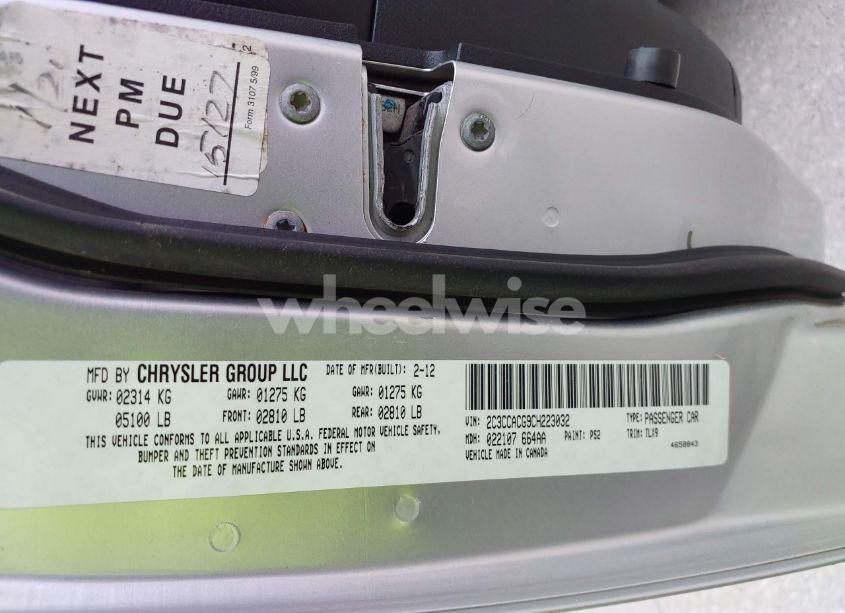 NEXT
PM
DUE
15127
Form 3107 5/99
wheelwise
MFD BY CHRYSLER GROUP LLC DATE OF MFR(BUILT): 2-12
GVWR: 02314 KG GAWR: 01275 KG GAWR: 01275 KG
05100 LB FRONT: 02810 LB REAR: 02810 LB
THIS VEHICLE CONFORMS TO ALL APPLICABLE U.S.A. FEDERAL MOTOR VEHICLE SAFETY,
BUMPER AND THEFT PREVENTION STANDARDS IN EFFECT ON
THE DATE OF MANUFACTURE SHOWN ABOVE.
VIN: 2C3CCACG9CH223032 TYPE: PASSENGER CAR
MDH: 022107 664AA PAINT: PS2 TRIM: TLX9
VEHICLE MADE IN CANADA 4658843